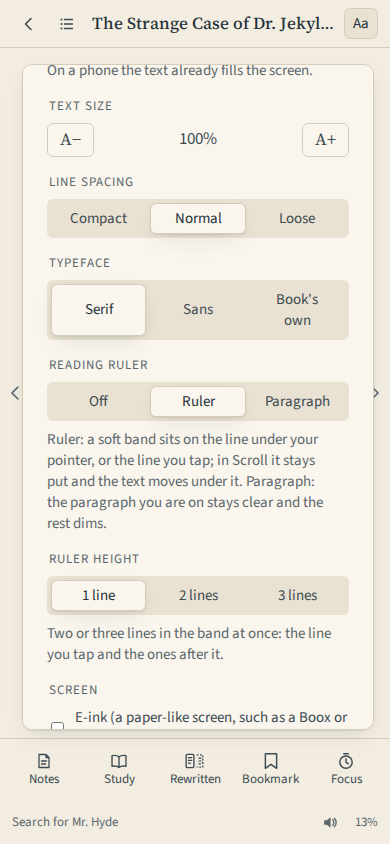 The Strange Case of Dr. Jekyl...
Aa
On a phone the text already fills the screen.
TEXT SIZE
A−
100%
A+
LINE SPACING
Compact
Normal
Loose
TYPEFACE
Serif
Sans
Book's
own
READING RULER
Off
Ruler
Paragraph
Ruler: a soft band sits on the line under your
pointer, or the line you tap; in Scroll it stays
put and the text moves under it. Paragraph:
the paragraph you are on stays clear and the
rest dims.
RULER HEIGHT
1 line
2 lines
3 lines
Two or three lines in the band at once: the line
you tap and the ones after it.
SCREEN
E-ink (a paper-like screen, such as a Boox or
Notes
Study
Rewritten
Bookmark
Focus
Search for Mr. Hyde
13%